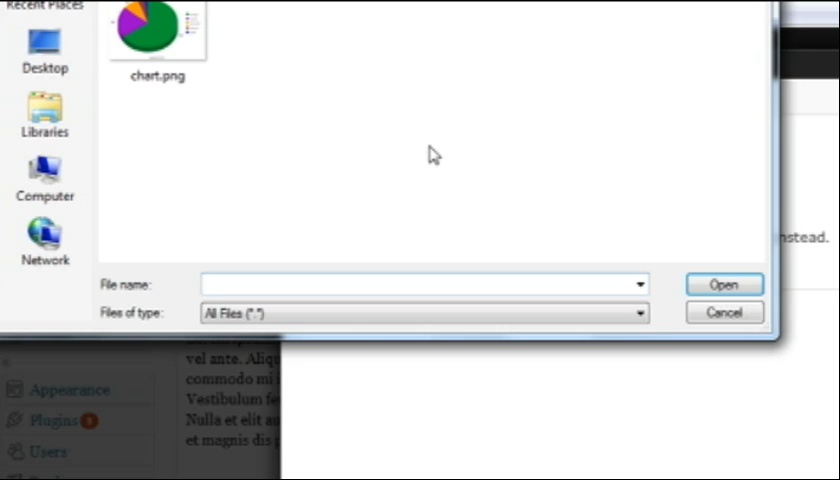 Recent Places
Desktop
chart.png
Libraries
Computer
Network
nstead.
File name:
Open
Files of type:
All Files (*.*)
Cancel
vel ante. Aliqu
Appearance
commodo mi i
Vestibulum fe
Plugins
Nulla et elit au
et magnis dis p
Users